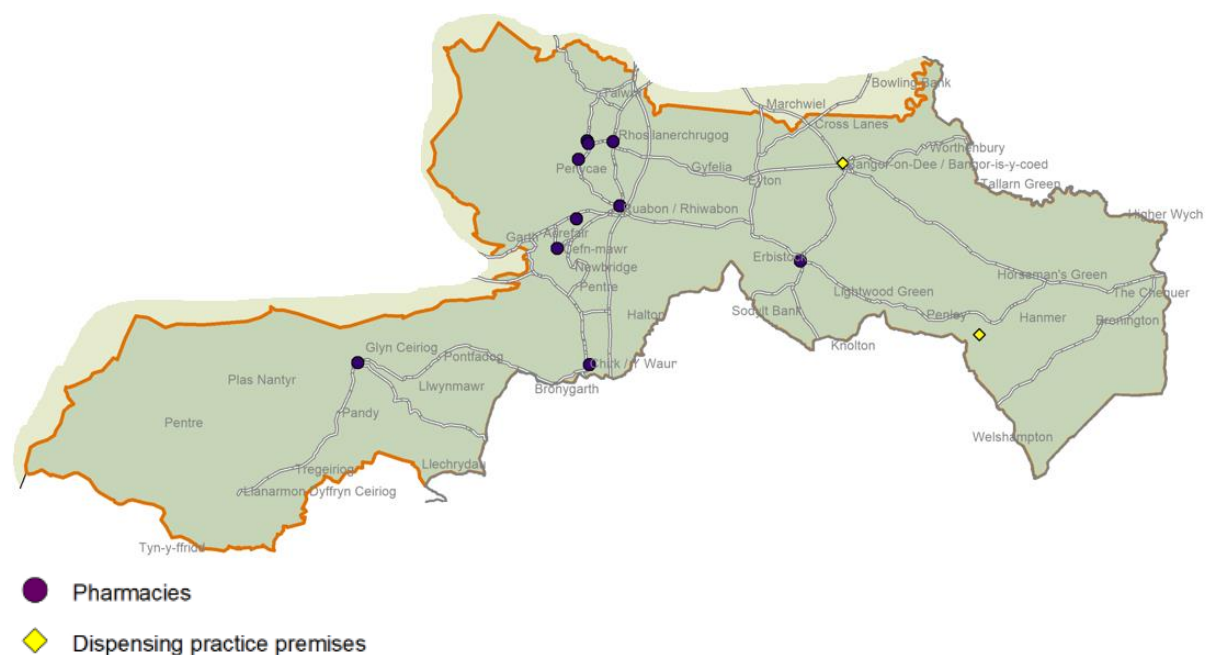 Bowling Bank
Talwrn
Marchwiel
Cross Lanes
Rhos lanerchrugog
Worthenbury
Bangor-on-Dee / Bangor-is-y-coed
Penycae
Gyfelia
Eyton
Tallarn Green
Ruabon / Rhiwabon
Higher Wych
Acrefair
Garth
Cefn-mawr
Erbistock
Newbridge
Horseman's Green
Pentre
Lightwood Green
The Chequer
Halton
Sodylt Bank
Penley
Hanmer
Bronington
Knolton
Glyn Ceiriog
Pontfadog
Chirk / Y Waun
Plas Nantyr
Llwynmawr
Bronygarth
Pandy
Pentre
Welshampton
Tregeiriog
Llechrydau
Llanarmon Dyffryn Ceiriog
Tyn-y-ffridd
Pharmacies
Dispensing practice premises